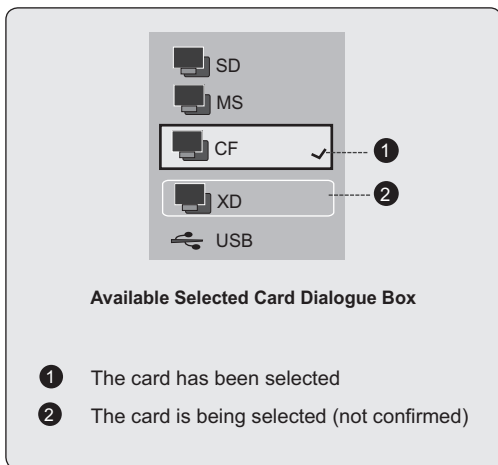 SD
MS
CF
1
XD
2
USB
Available Selected Card Dialogue Box
1 The card has been selected
2 The card is being selected (not confirmed)